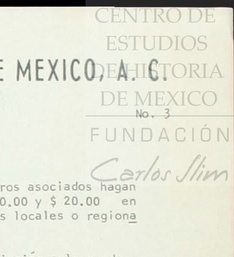 CENTRO DE
ESTUDIOS
DE HISTORIA
DE MEXICO
FUNDACIÓN
Carlos Slim
E MEXICO, A. C.
No. 3
ros asociados hagan
0.00 y $ 20.00 en
s locales o regiona